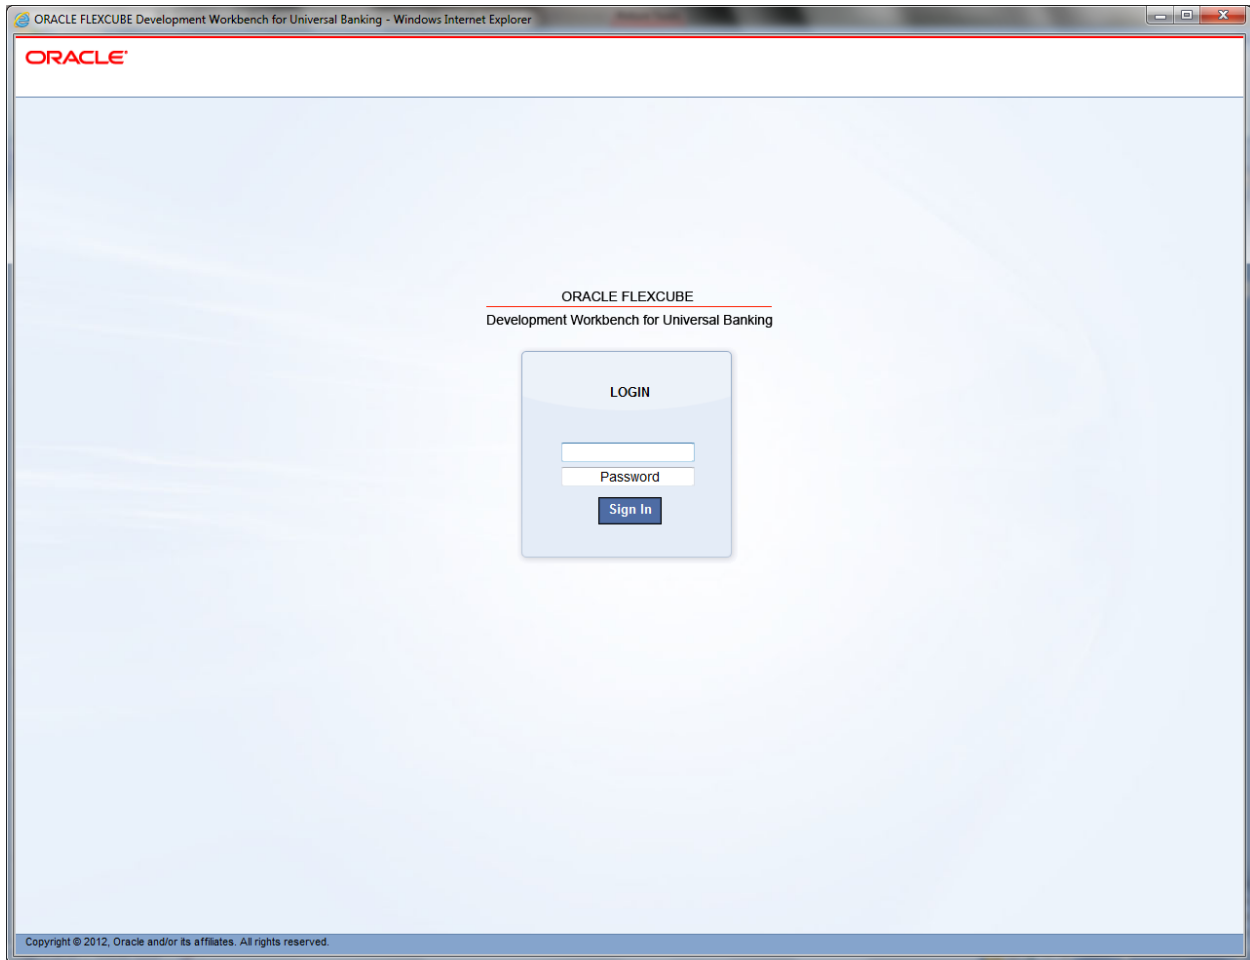 ORACLE FLEXCUBE Development Workbench for Universal Banking - Windows Internet Explorer
ORACLE
ORACLE FLEXCUBE
Development Workbench for Universal Banking
LOGIN
Password
Sign In
Copyright © 2012, Oracle and/or its affiliates. All rights reserved.